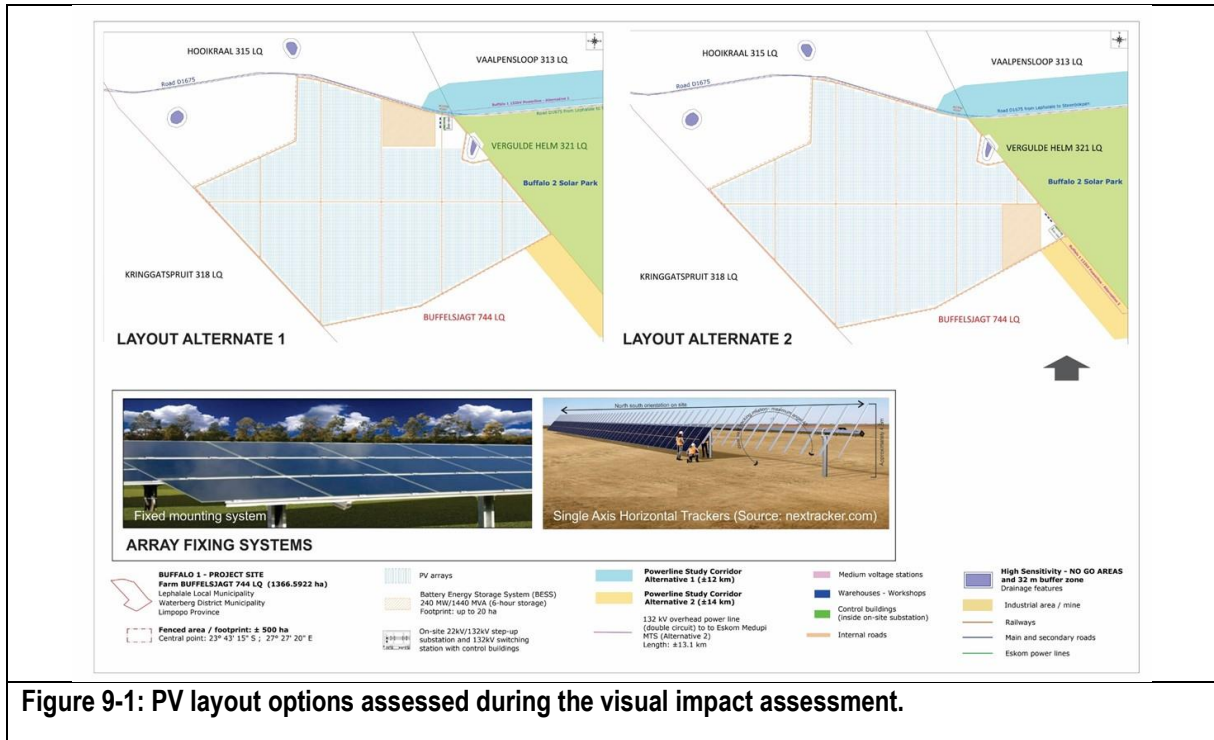 HOOIKRAAL 315 LQ
VAALPENSLOOP 313 LQ
Road D1675
VERGULDE HELM 321 LQ
Buffalo 2 Solar Park
KRINGGATSPRUIT 318 LQ
BUFFELSJAGT 744 LQ
LAYOUT ALTERNATE 1
HOOIKRAAL 315 LQ
VAALPENSLOOP 313 LQ
Road D1675
VERGULDE HELM 321 LQ
Buffalo 2 Solar Park
KRINGGATSPRUIT 318 LQ
BUFFELSJAGT 744 LQ
LAYOUT ALTERNATE 2
Fixed mounting system
North south orientation on site
Single Axis Horizontal Trackers (Source: nextracker.com)
ARRAY FIXING SYSTEMS
BUFFALO 1 - PROJECT SITE
Farm BUFFELSJAGT 744 LQ (1366.5922 ha)
Lephalale Local Municipality
Waterberg District Municipality
Limpopo Province
Fenced area / footprint: ± 500 ha
Central point: 23° 43' 15" S ; 27° 27' 20" E
PV arrays
Battery Energy Storage System (BESS)
240 MW/1440 MVA (6-hour storage)
Footprint: up to 20 ha
On-site 22kV/132kV step-up
substation and 132kV switching
station with control buildings
Powerline Study Corridor
Alternative 1 (±12 km)
Powerline Study Corridor
Alternative 2 (±14 km)
132 kV overhead power line
(double circuit) to to Eskom Medupi
MTS (Alternative 2)
Length: ±13.1 km
Medium voltage stations
Warehouses - Workshops
Control buildings
(inside on-site substation)
Internal roads
High Sensitivity - NO GO AREAS
and 32 m buffer zone
Drainage features
Industrial area / mine
Railways
Main and secondary roads
Eskom power lines
Figure 9-1: PV layout options assessed during the visual impact assessment.